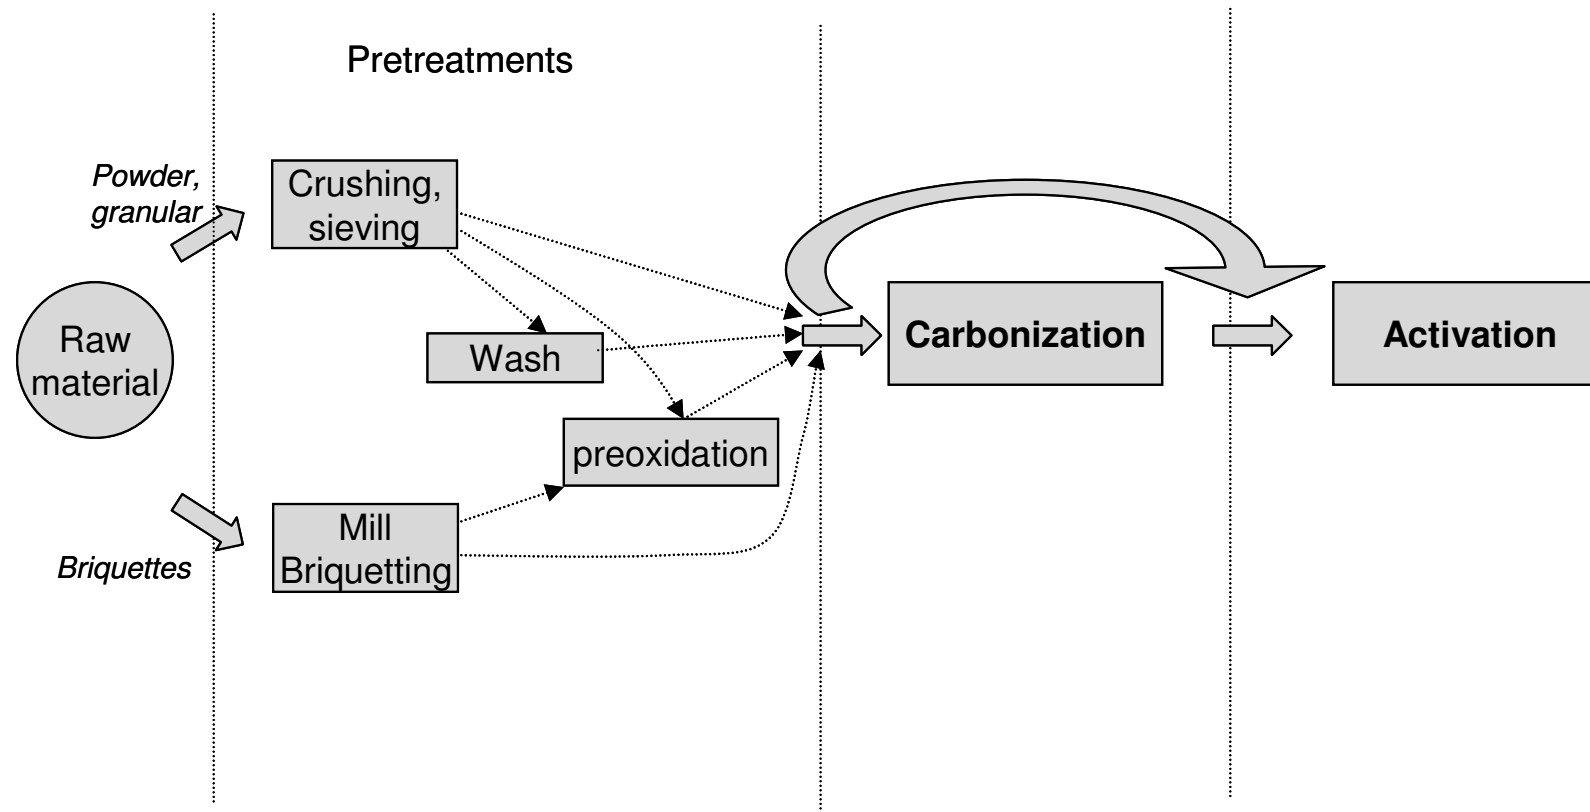 Pretreatments
Powder,
granular
Crushing,
sieving
Raw
material
Wash
Carbonization
Activation
preoxidation
Mill
Briquetting
Briquettes